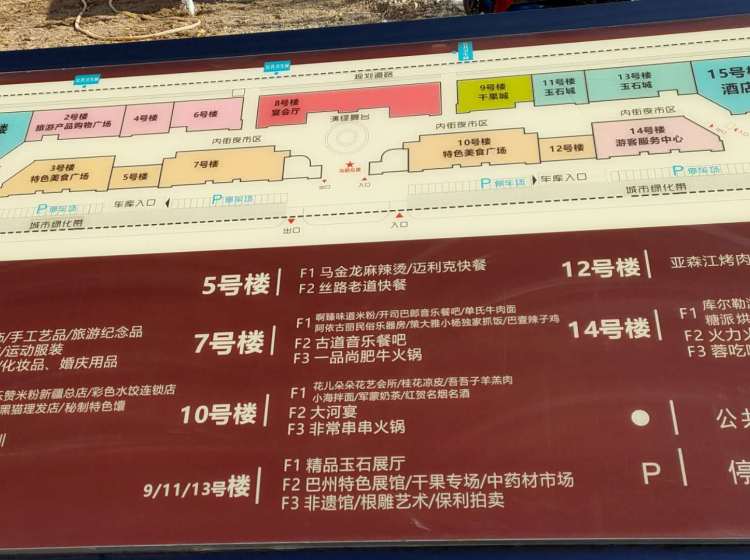 规划道路
8号楼
宴会厅
演绎舞台
9号楼
干果城
11号楼
玉石城
13号楼
玉石城
15号楼
酒店
2号楼
旅游产品购物广场
4号楼
6号楼
内街夜市区
内街夜市区
内街夜市区
3号楼
特色美食广场
5号楼
7号楼
10号楼
特色美食广场
12号楼
14号楼
游客服务中心
出口
入口
P 停车场
车库入口
P 停车场
P 停车场
车库入口
P 停车场
城市绿化带
城市绿化带
出口
入口
5号楼
F1 马金龙麻辣烫/迈利克快餐
F2 丝路老道快餐
12号楼
亚森江烤肉
/手工艺品/旅游纪念品
/运动服装
/化妆品、婚庆用品
7号楼
F1 啊臻味道米粉/开司巴郎音乐餐吧/单氏牛肉面
阿依古丽民俗乐器房/策大雅小杨独家抓饭/巴查辣子鸡
F2 古道音乐餐吧
F3 一品尚肥牛火锅
14号楼
F1 库尔勒
糖派烘
F2 火力
F3 蓉吃
赞米粉新疆总店/彩色水饺连锁店
黑猫理发店/秘制特色馕
10号楼
F1 花儿朵朵花艺会所/桂花凉皮/吾吾子羊羔肉
小海拌面/军蒙奶茶/红贺名烟名酒
F2 大河宴
F3 非常串串火锅
公共
9/11/13号楼
F1 精品玉石展厅
F2 巴州特色展馆/干果专场/中药材市场
F3 非遗馆/根雕艺术/保利拍卖
P
停